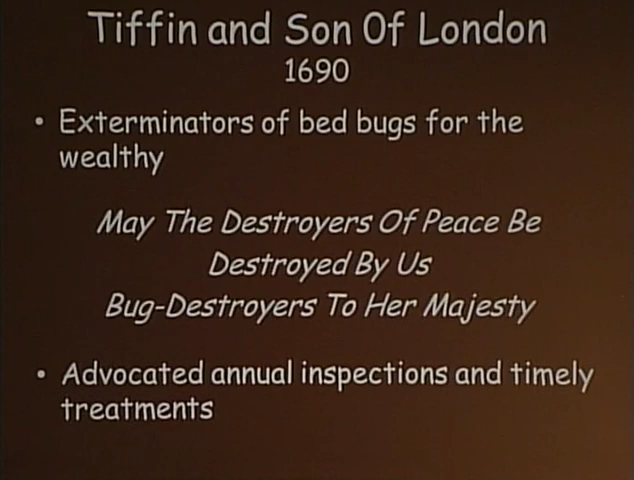 Tiffin and Son Of London
1690
• Exterminators of bed bugs for the
wealthy
May The Destroyers Of Peace Be
Destroyed By Us
Bug-Destroyers To Her Majesty
• Advocated annual inspections and timely
treatments